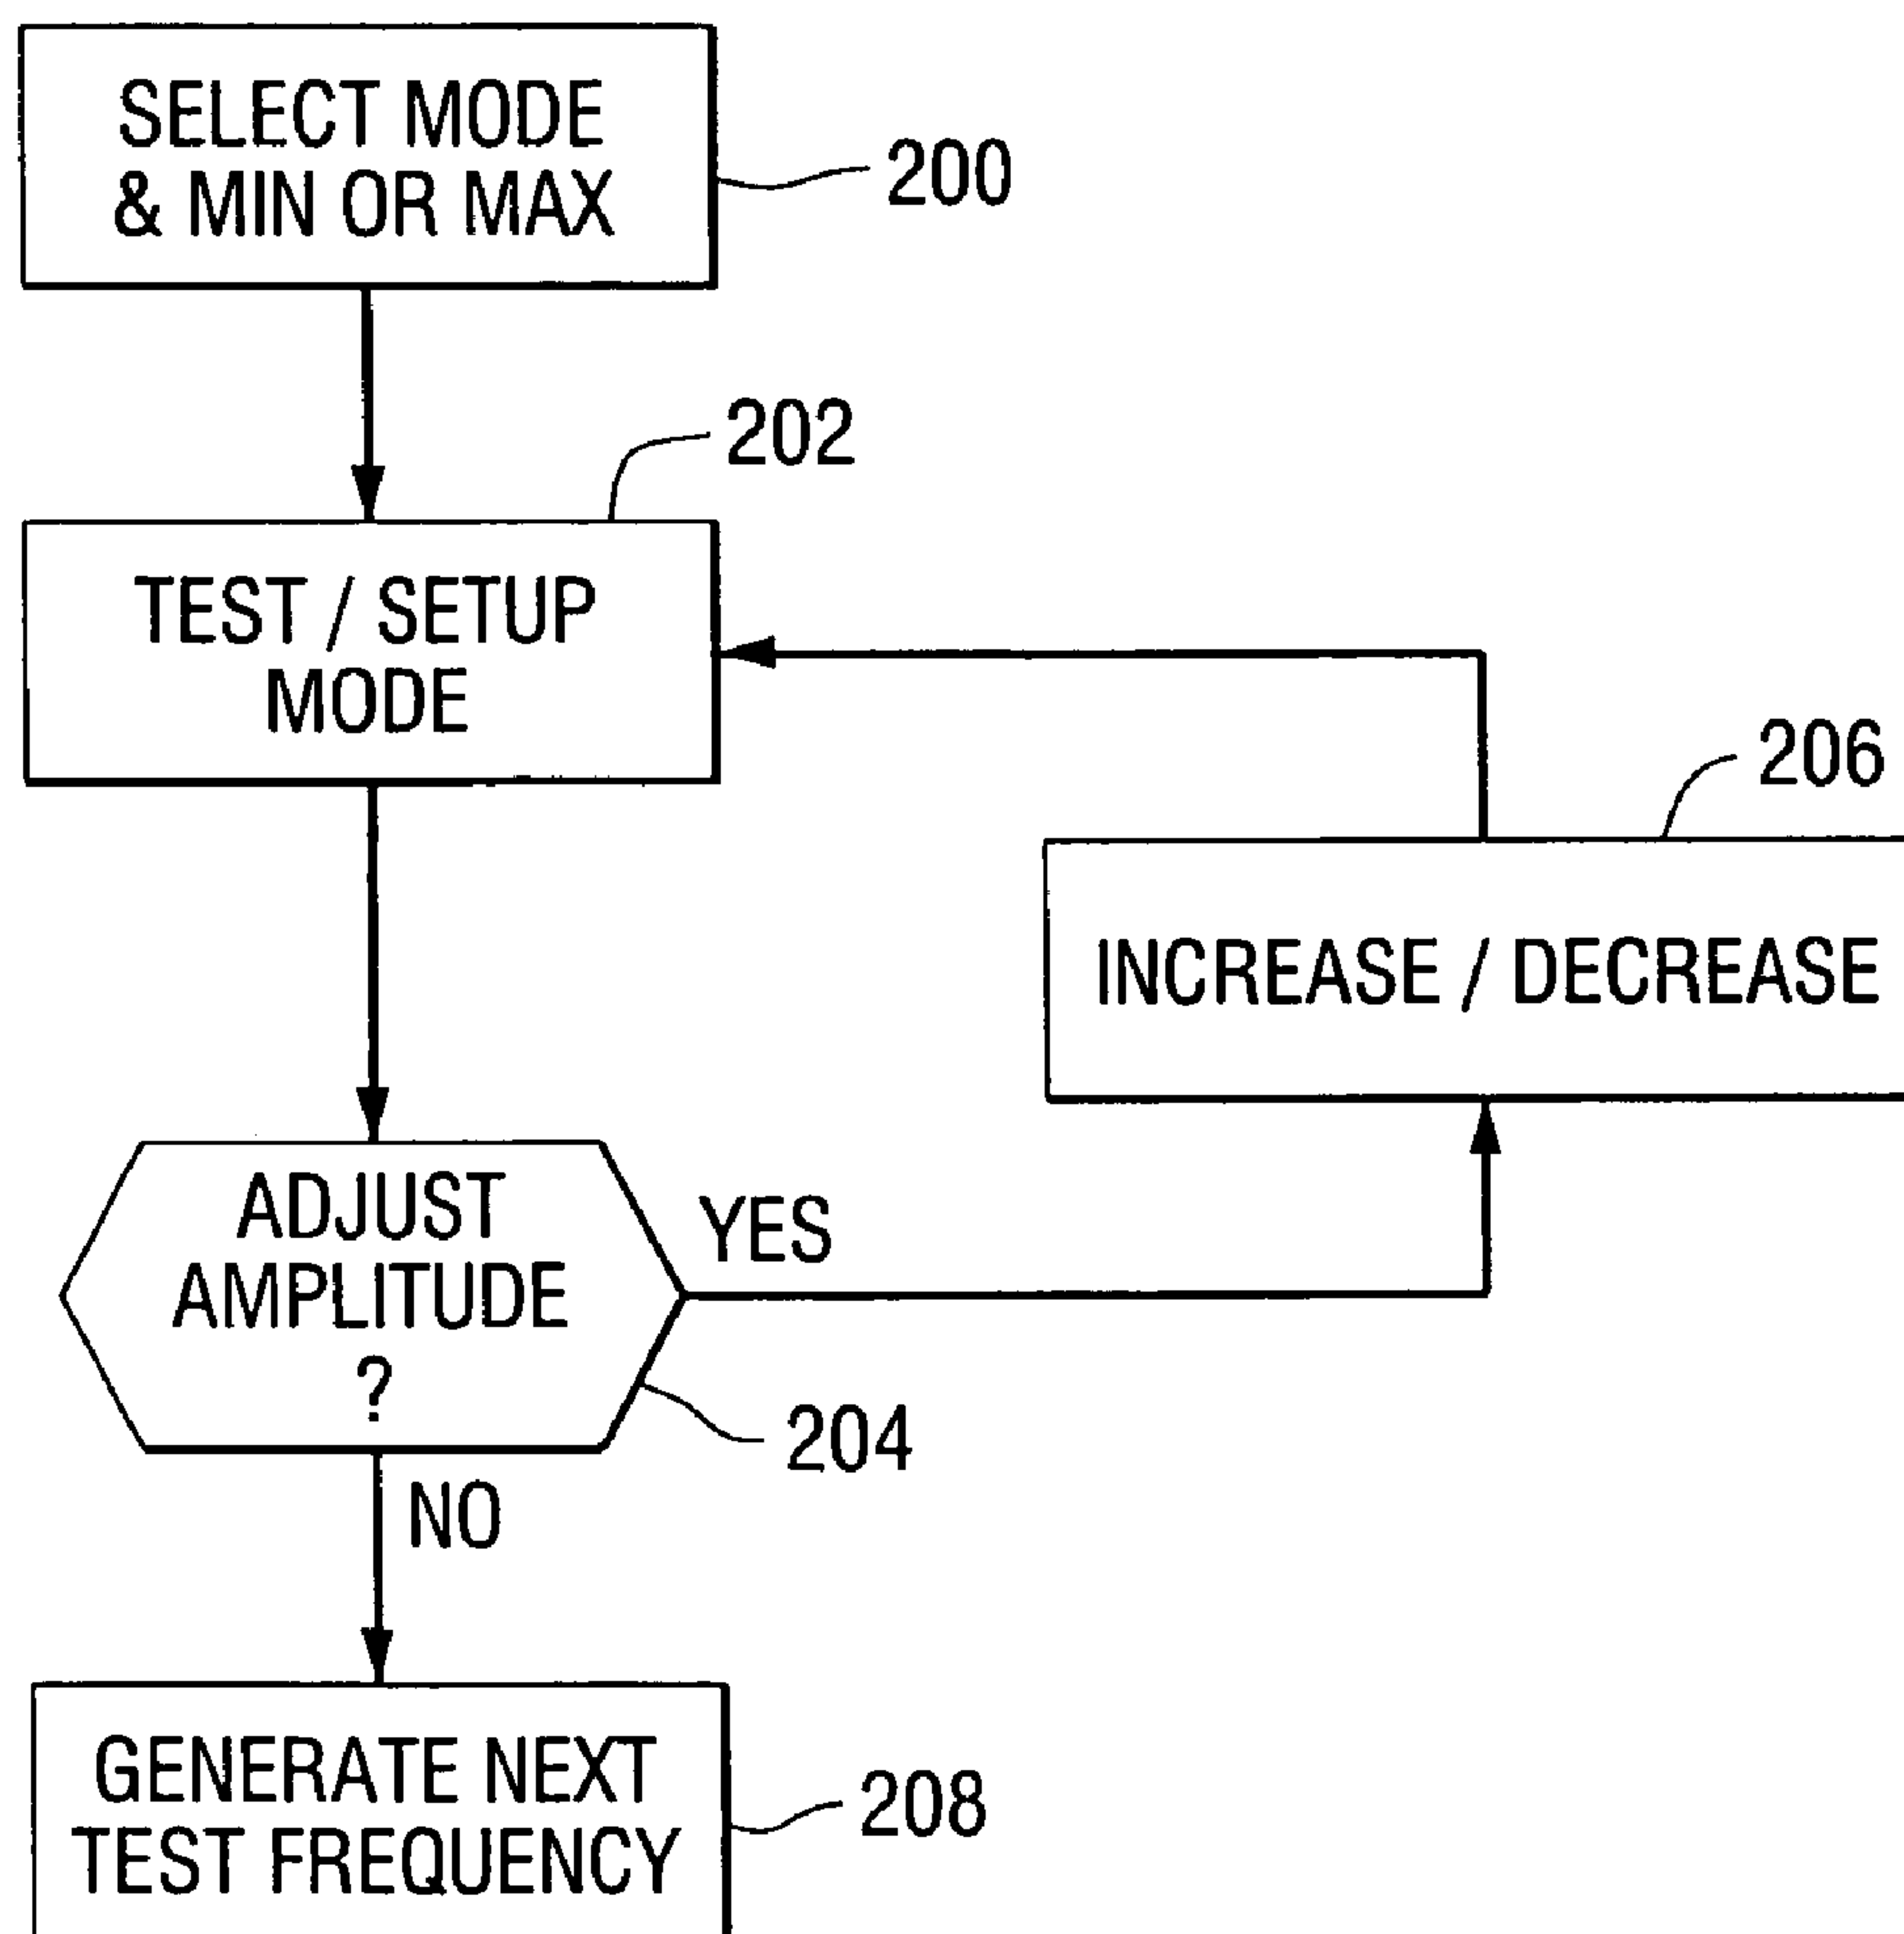 SELECT MODE
& MIN OR MAX
200
202
TEST / SETUP
MODE
206
INCREASE / DECREASE
ADJUST
AMPLITUDE
?
YES
204
NO
GENERATE NEXT
TEST FREQUENCY
208